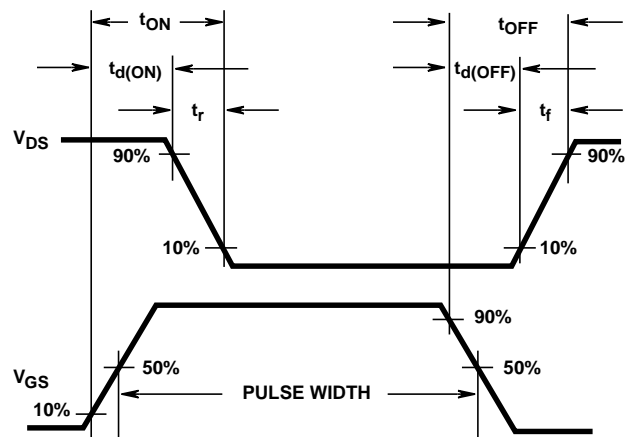 tON tOFF
td(ON) td(OFF)
tr tf
VDS
90% 90%
10% 10%
90%
VGS 50% 50%
PULSE WIDTH
10%